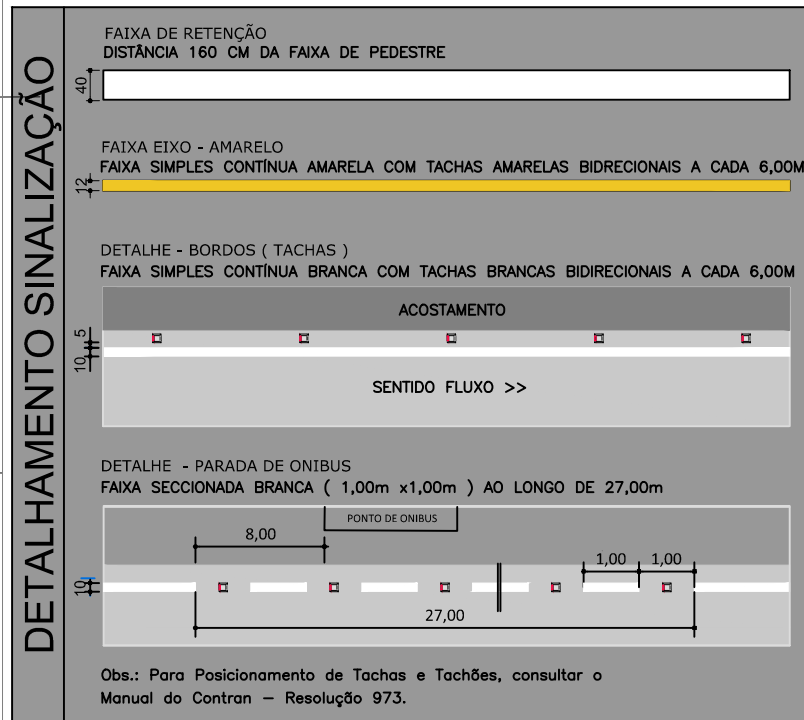 DETALHAMENTO SINALIZAÇÃO
FAIXA DE RETENÇÃO
DISTÂNCIA 160 CM DA FAIXA DE PEDESTRE
40
FAIXA EIXO - AMARELO
FAIXA SIMPLES CONTÍNUA AMARELA COM TACHAS AMARELAS BIDRECIONAIS A CADA 6,00M
12
DETALHE - BORDOS ( TACHAS )
FAIXA SIMPLES CONTÍNUA BRANCA COM TACHAS BRANCAS BIDIRECIONAIS A CADA 6,00M
ACOSTAMENTO
5
10
SENTIDO FLUXO >>
DETALHE - PARADA DE ONIBUS
FAIXA SECCIONADA BRANCA ( 1,00m x1,00m ) AO LONGO DE 27,00m
PONTO DE ONIBUS
8,00
1,00 1,00
10
27,00
Obs.: Para Posicionamento de Tachas e Tachões, consultar o
Manual do Contran – Resolução 973.